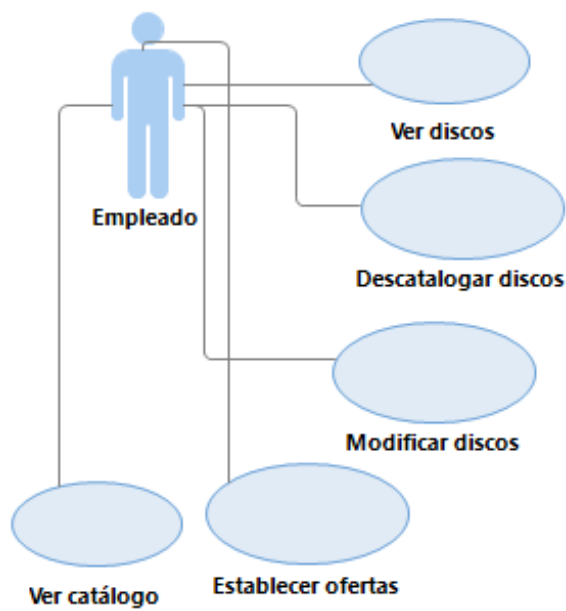 Ver discos
Empleado
Descatalogar discos
Modificar discos
Establecer ofertas
Ver catálogo